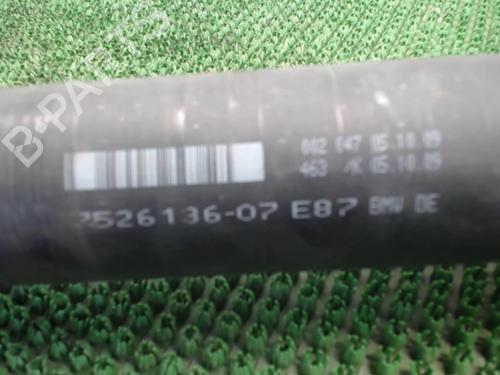 B-PARTS
002 047 05.10.09
463 /K 05.10.09
7526136-07 E87 BMW DE